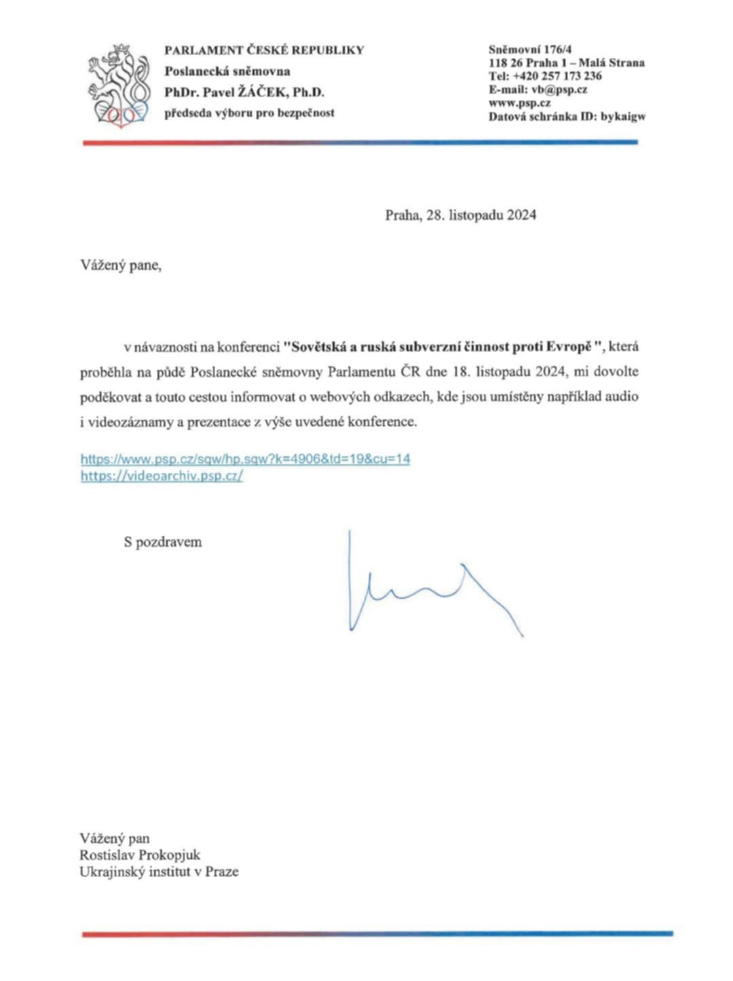 PARLAMENT ČESKÉ REPUBLIKY
Poslanecká sněmovna
PhDr. Pavel ŽÁČEK, Ph.D.
předseda výboru pro bezpečnost
Sněmovní 176/4
118 26 Praha 1 – Malá Strana
Tel: +420 257 173 236
E-mail: vb@psp.cz
www.psp.cz
Datová schránka ID: bykaigw
Praha, 28. listopadu 2024
Vážený pane,
v návaznosti na konferenci "Sovětská a ruská subverzní činnost proti Evropě ", která
proběhla na půdě Poslanecké sněmovny Parlamentu ČR dne 18. listopadu 2024, mi dovolte
poděkovat a touto cestou informovat o webových odkazech, kde jsou umístěny například audio
i videozáznamy a prezentace z výše uvedené konference.
https://www.psp.cz/sqw/hp.sqw?k=4906&td=19&cu=14
https://videoarchiv.psp.cz/
S pozdravem
Vážený pan
Rostislav Prokopjuk
Ukrajinský institut v Praze